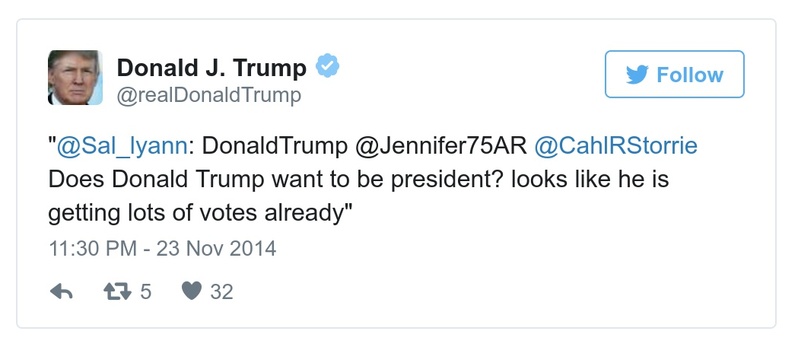 Donald J. Trump
@realDonaldTrump
Follow
"@Sal_lyann: DonaldTrump @Jennifer75AR @CahlRStorrie
Does Donald Trump want to be president? looks like he is
getting lots of votes already"
11:30 PM - 23 Nov 2014
5 32